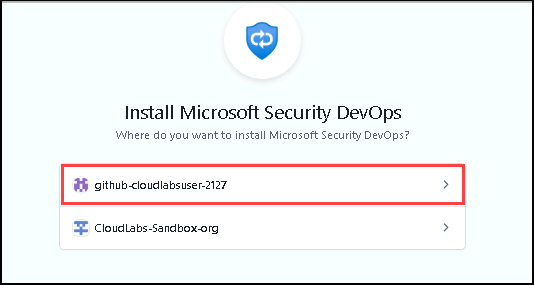 Install Microsoft Security DevOps
Where do you want to install Microsoft Security DevOps?
github-cloudlabsuser-2127
CloudLabs-Sandbox-org